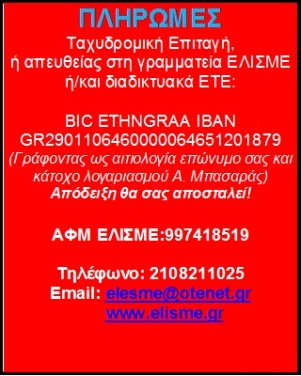 ΠΛΗΡΩΜΕΣ
Ταχυδρομική Επιταγή,
ή απευθείας στη γραμματεία ΕΛΙΣΜΕ
ή/και διαδικτυακά ΕΤΕ:
BIC ETHNGRAA IBAN
GR2901106460000064651201879
(Γράφοντας ως αιτιολογία επώνυμο σας και
κάτοχο λογαριασμού Α. Μπασαράς)
Απόδειξη θα σας αποσταλεί!
ΑΦΜ ΕΛΙΣΜΕ:997418519
Τηλέφωνο: 2108211025
Email: elesme@otenet.gr
www.elisme.gr